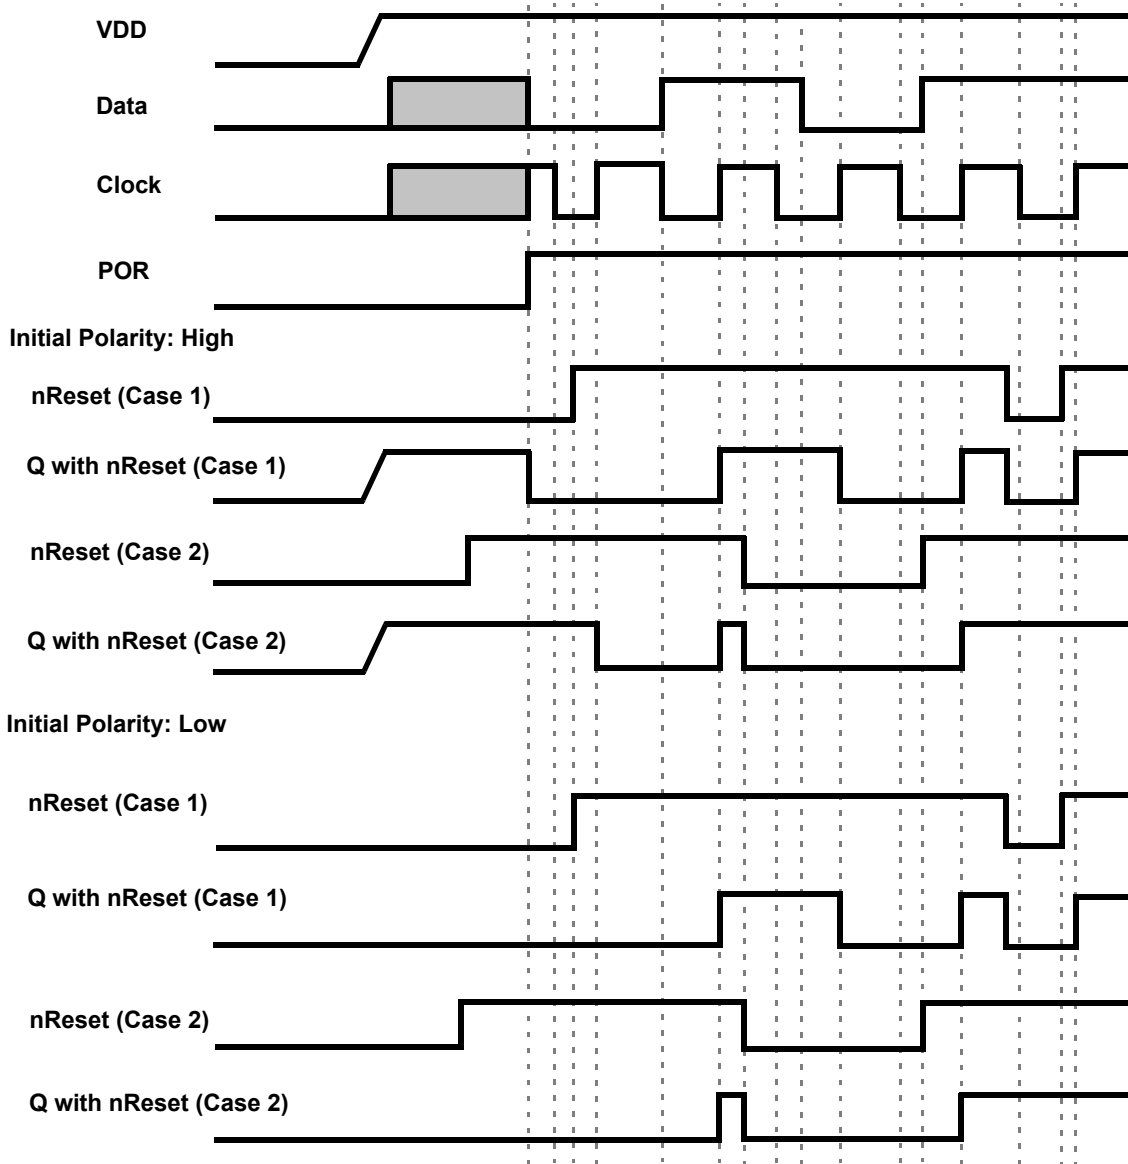 VDD
Data
Clock
POR
Initial Polarity: High
nReset (Case 1)
Q with nReset (Case 1)
nReset (Case 2)
Q with nReset (Case 2)
Initial Polarity: Low
nReset (Case 1)
Q with nReset (Case 1)
nReset (Case 2)
Q with nReset (Case 2)